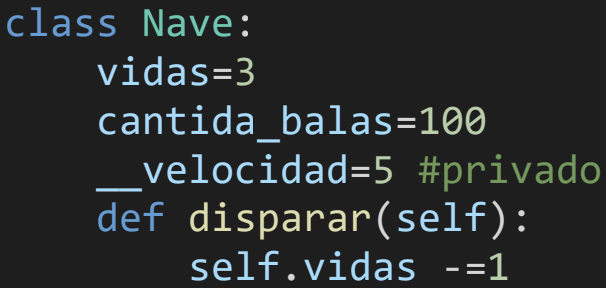 class Nave:
    vidas=3
    cantida_balas=100
    __velocidad=5 #privado
    def disparar(self):
        self.vidas -=1